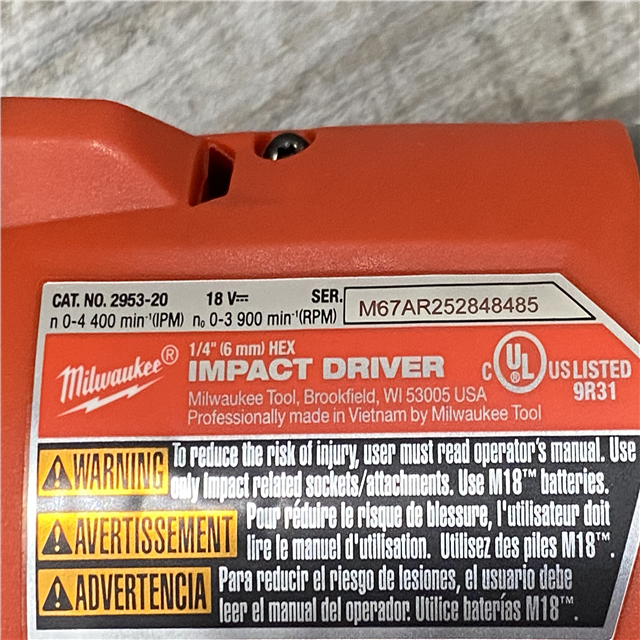 CAT. NO. 2953-20 18 V⎓ SER. M67AR252848485
n 0-4 400 min⁻¹(IPM) n₀ 0-3 900 min⁻¹(RPM)
Milwaukee®
1/4" (6 mm) HEX
IMPACT DRIVER
Milwaukee Tool, Brookfield, WI 53005 USA
Professionally made in Vietnam by Milwaukee Tool
C UL® US LISTED
9R31
WARNING To reduce the risk of injury, user must read operator's manual. Use
only impact related sockets/attachments. Use M18™ batteries.
AVERTISSEMENT Pour réduire le risque de blessure, l'utilisateur doit
lire le manuel d'utilisation. Utilisez des piles M18™.
ADVERTENCIA Para reducir el riesgo de lesiones, el usuario debe
leer el manual del operador. Utilice baterías M18™.